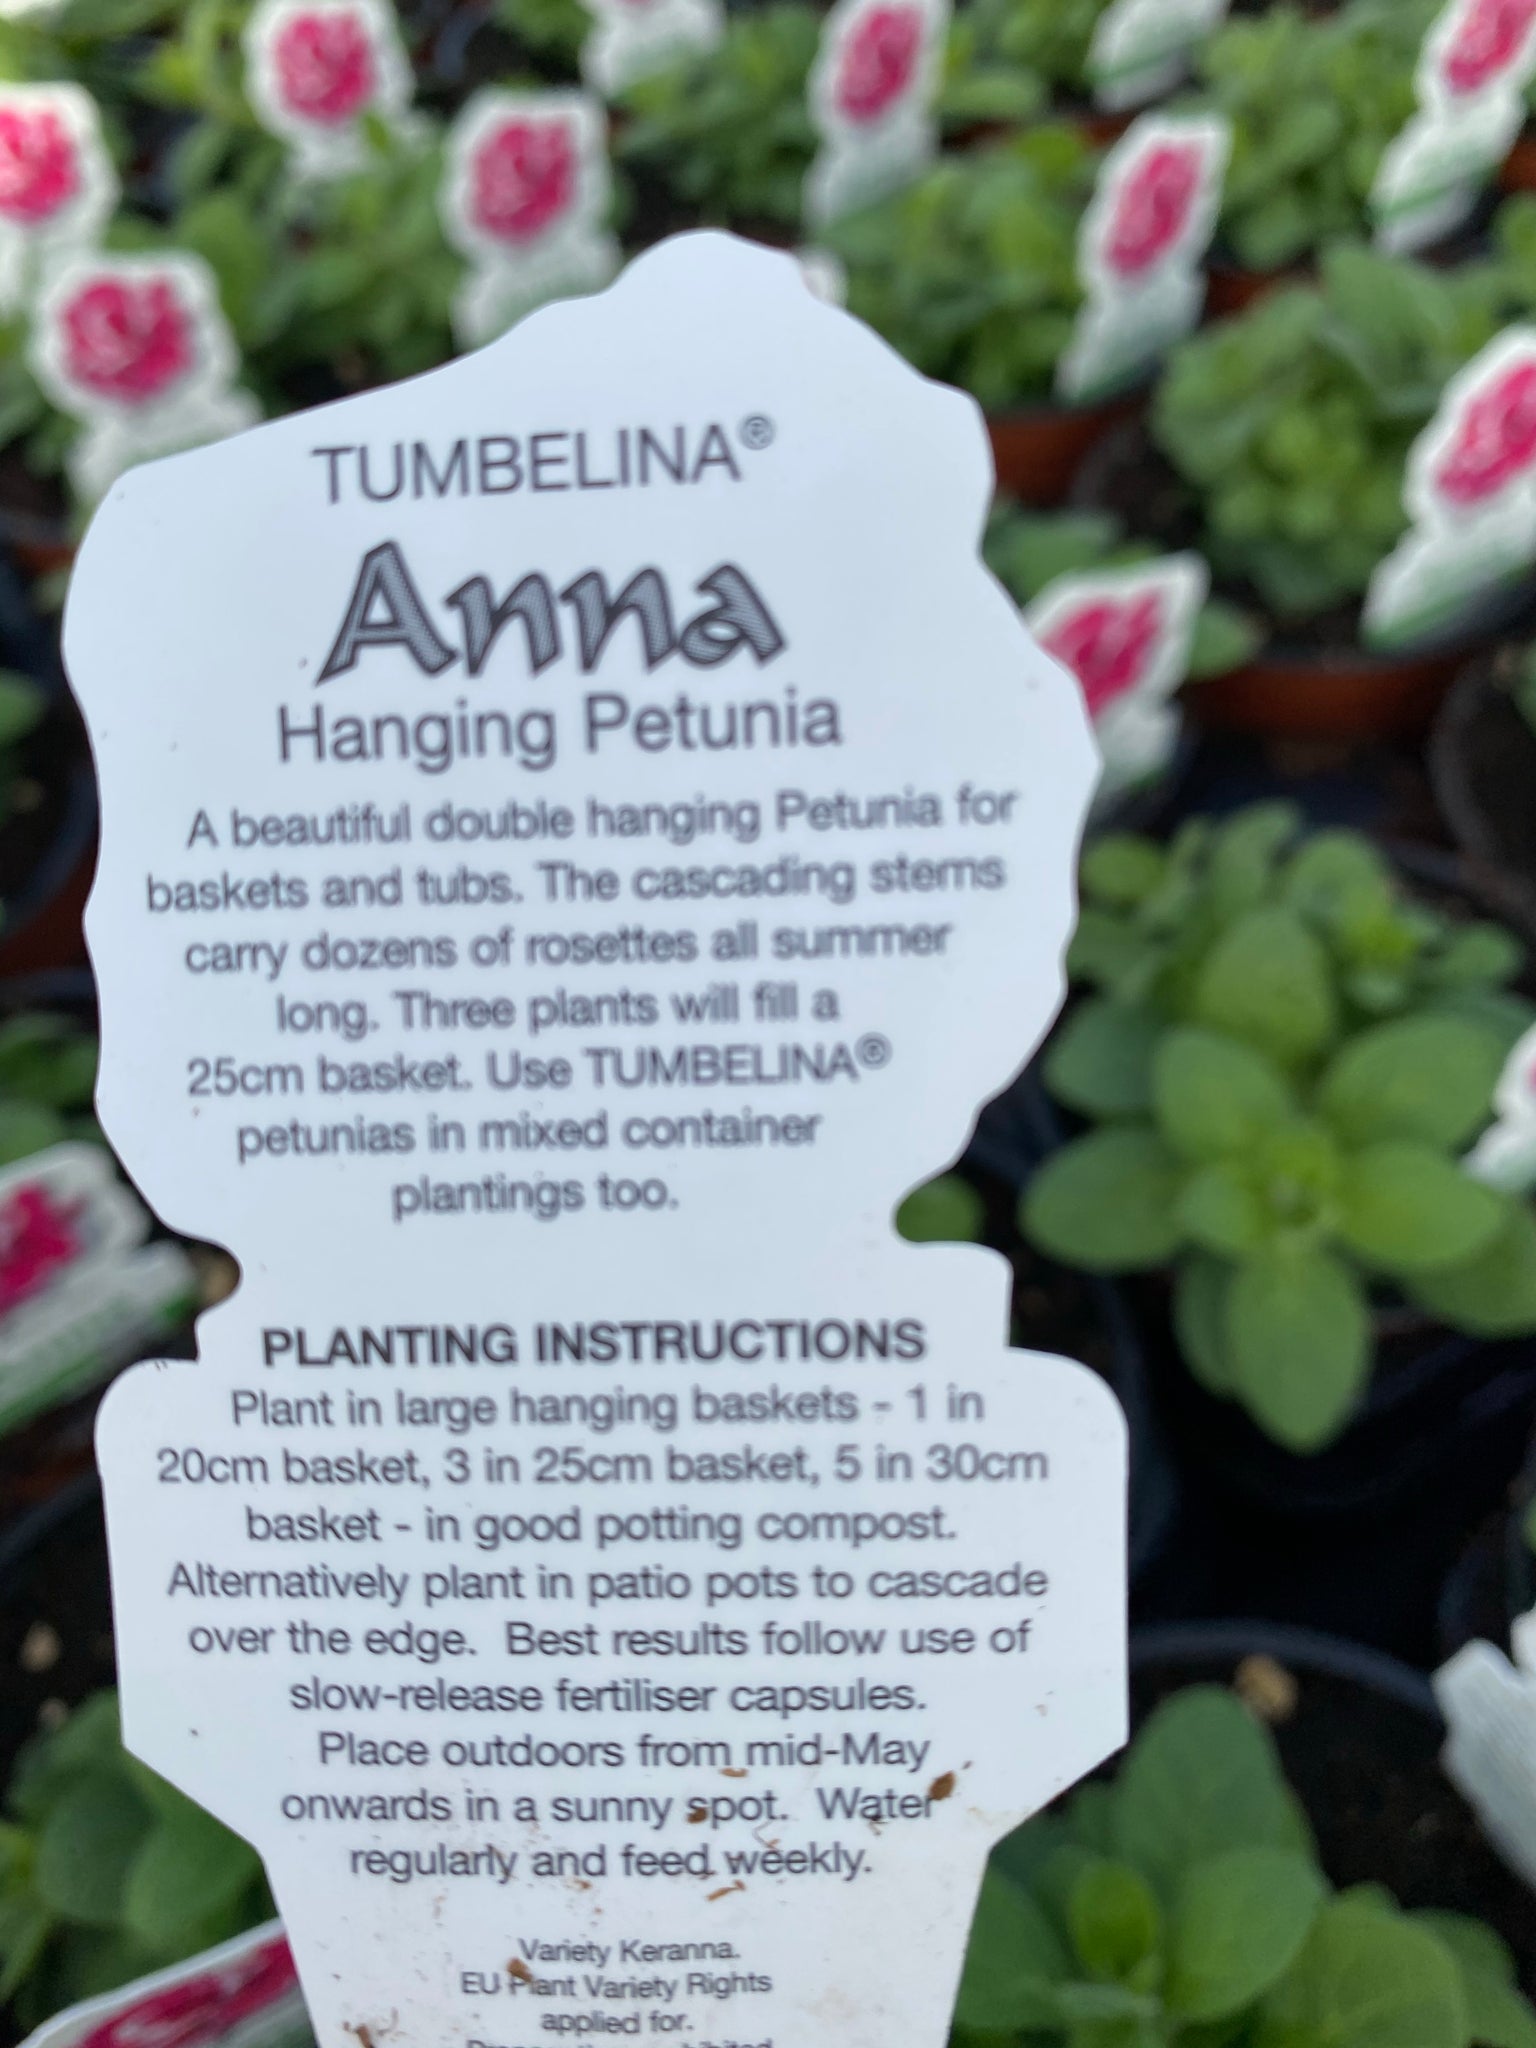 TUMBELINA®
Anna
Hanging Petunia
A beautiful double hanging Petunia for
baskets and tubs. The cascading stems
carry dozens of rosettes all summer
long. Three plants will fill a
25cm basket. Use TUMBELINA®
petunias in mixed container
plantings too.
PLANTING INSTRUCTIONS
Plant in large hanging baskets - 1 in
20cm basket, 3 in 25cm basket, 5 in 30cm
basket - in good potting compost.
Alternatively plant in patio pots to cascade
over the edge. Best results follow use of
slow-release fertiliser capsules.
Place outdoors from mid-May
onwards in a sunny spot. Water
regularly and feed weekly.
Variety Keranna.
EU Plant Variety Rights
applied for.